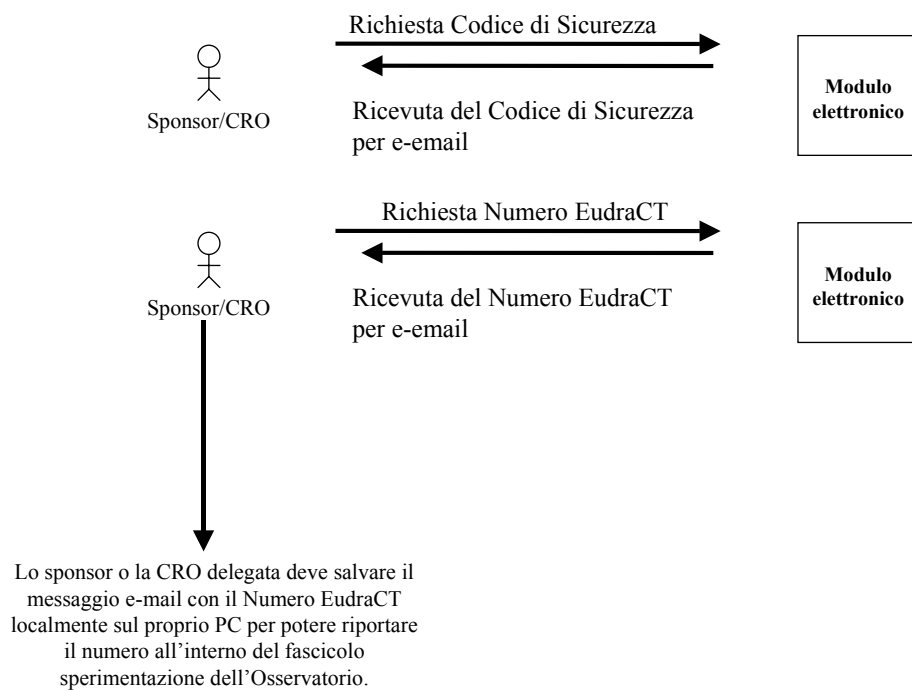 Richiesta Codice di Sicurezza
Sponsor/CRO
Ricevuta del Codice di Sicurezza
per e-email
Modulo
elettronico
Richiesta Numero EudraCT
Sponsor/CRO
Ricevuta del Numero EudraCT
per e-email
Modulo
elettronico
Lo sponsor o la CRO delegata deve salvare il
messaggio e-mail con il Numero EudraCT
localmente sul proprio PC per potere riportare
il numero all’interno del fascicolo
sperimentazione dell’Osservatorio.